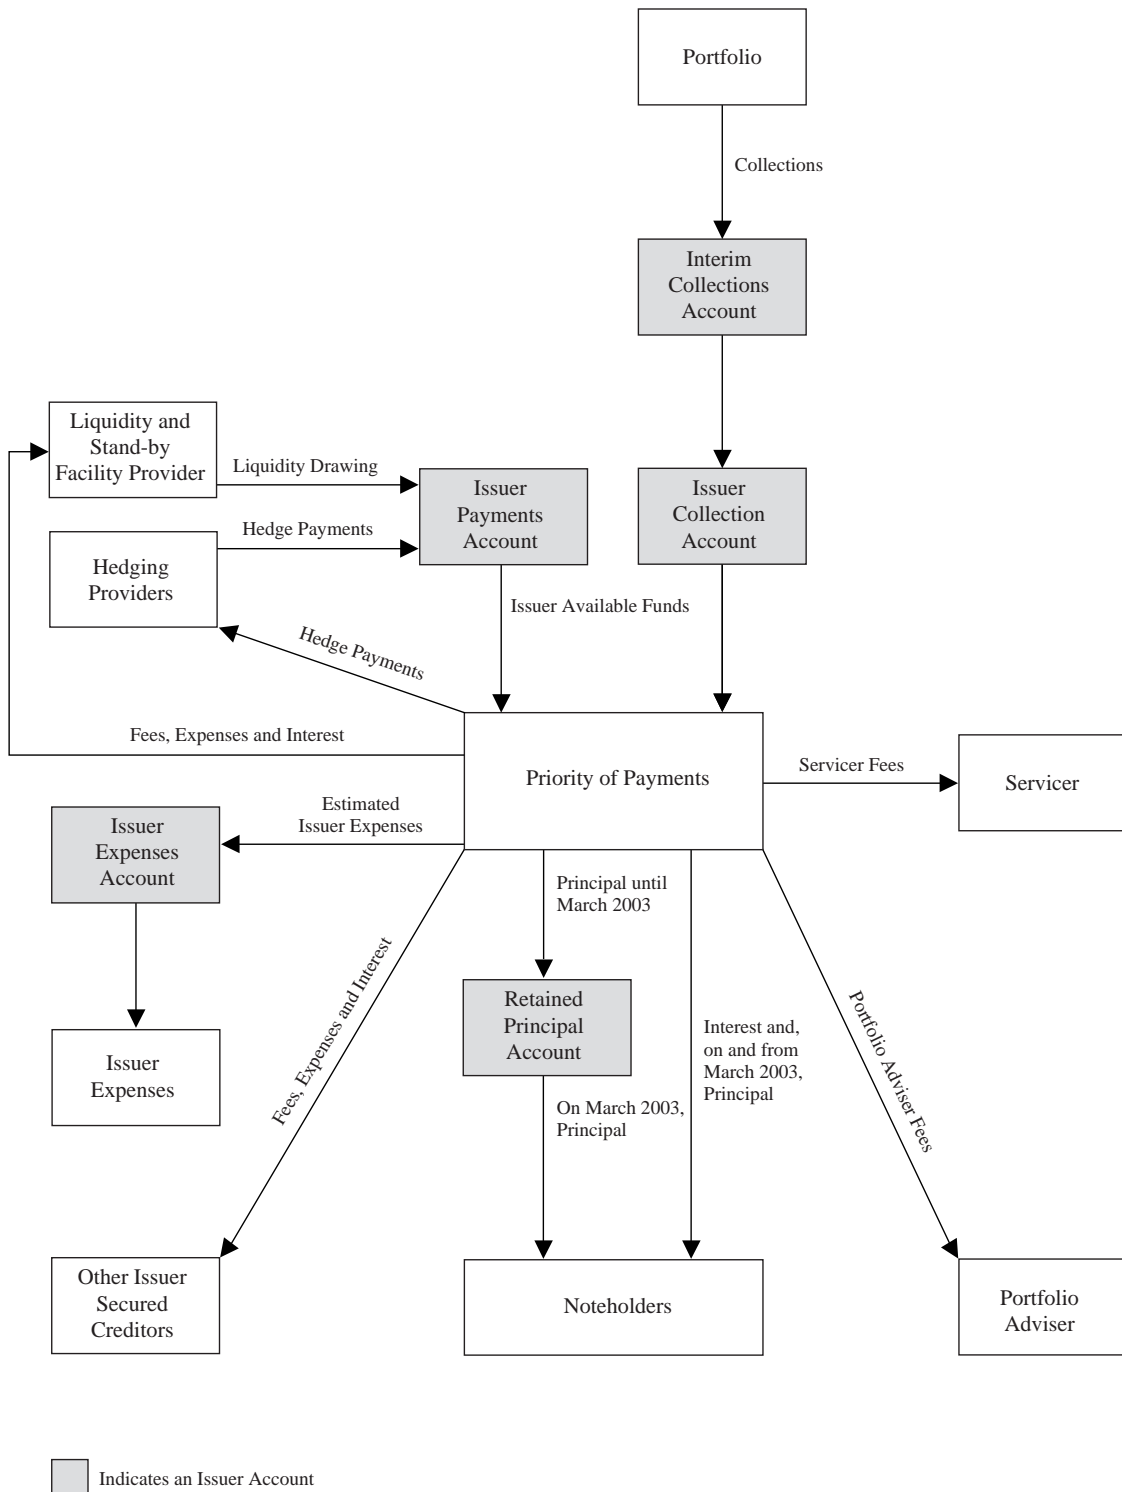 Portfolio
Collections
Interim
Collections
Account
Liquidity and
Stand-by
Facility Provider
Liquidity Drawing
Issuer
Payments
Account
Issuer
Collection
Account
Hedge Payments
Hedging
Providers
Issuer Available Funds
Hedge Payments
Fees, Expenses and Interest
Priority of Payments
Servicer Fees
Servicer
Estimated
Issuer Expenses
Issuer
Expenses
Account
Principal until
March 2003
Fees, Expenses and Interest
Retained
Principal
Account
Interest and,
on and from
March 2003,
Principal
Portfolio Adviser Fees
Issuer
Expenses
On March 2003,
Principal
Other Issuer
Secured
Creditors
Noteholders
Portfolio
Adviser
Indicates an Issuer Account